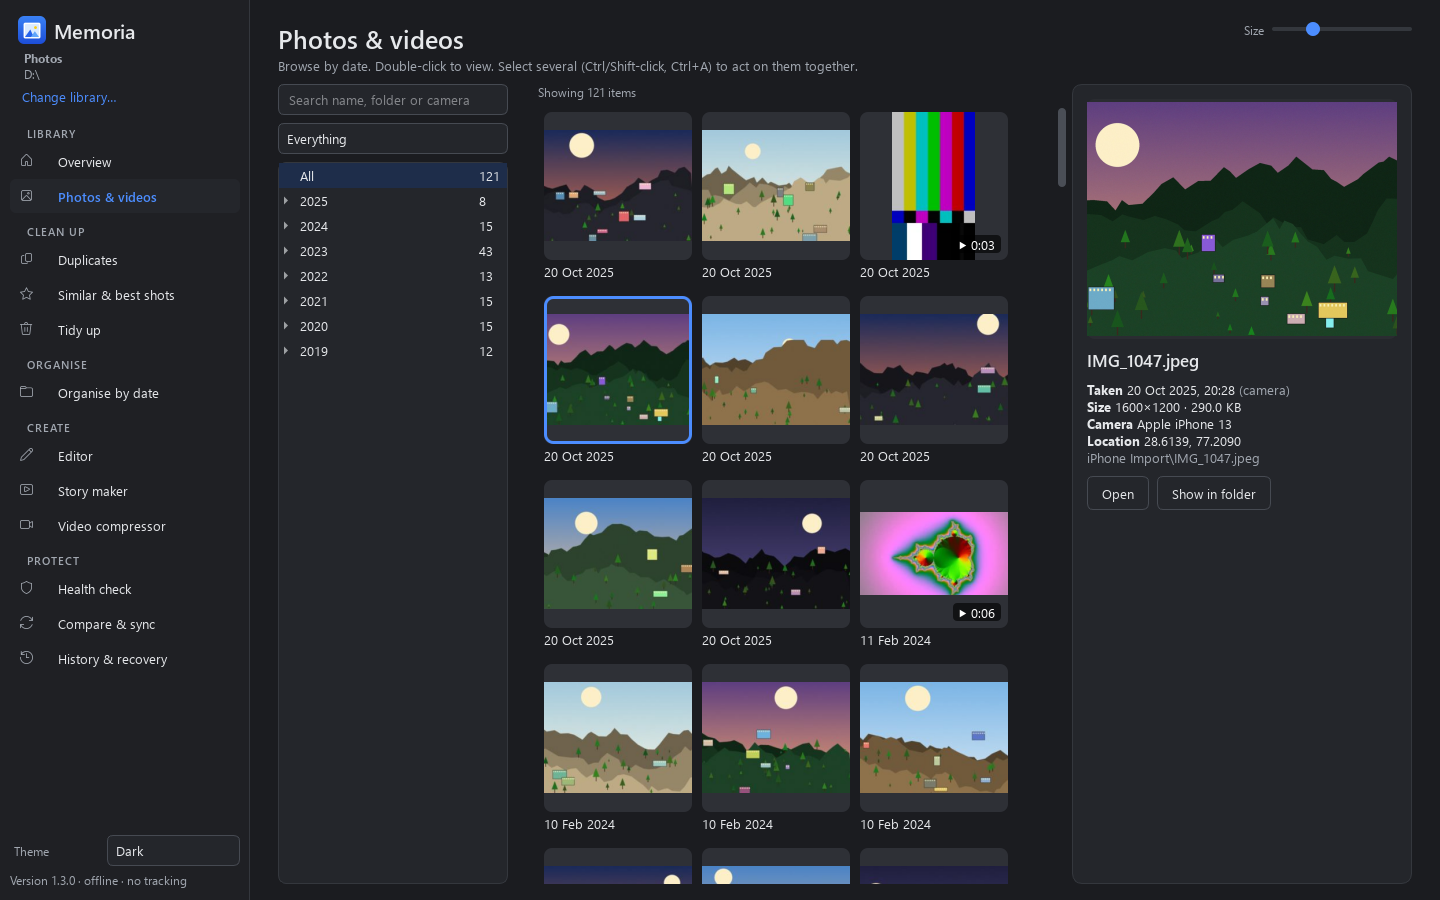 Memoria
Photos
D:\
Change library...
LIBRARY
Overview
Photos & videos
CLEAN UP
Duplicates
Similar & best shots
Tidy up
ORGANISE
Organise by date
CREATE
Editor
Story maker
Video compressor
PROTECT
Health check
Compare & sync
History & recovery
Theme
Dark
Version 1.3.0 · offline · no tracking
Photos & videos
Browse by date. Double-click to view. Select several (Ctrl/Shift-click, Ctrl+A) to act on them together.
Size
Search name, folder or camera
Everything
All 121
2025 8
2024 15
2023 43
2022 13
2021 15
2020 15
2019 12
Showing 121 items
0:03
20 Oct 2025 20 Oct 2025 20 Oct 2025
20 Oct 2025 20 Oct 2025 20 Oct 2025
0:06
20 Oct 2025 20 Oct 2025 11 Feb 2024
10 Feb 2024 10 Feb 2024 10 Feb 2024
IMG_1047.jpeg
Taken 20 Oct 2025, 20:28 (camera)
Size 1600×1200 · 290.0 KB
Camera Apple iPhone 13
Location 28.6139, 77.2090
iPhone Import\IMG_1047.jpeg
Open
Show in folder